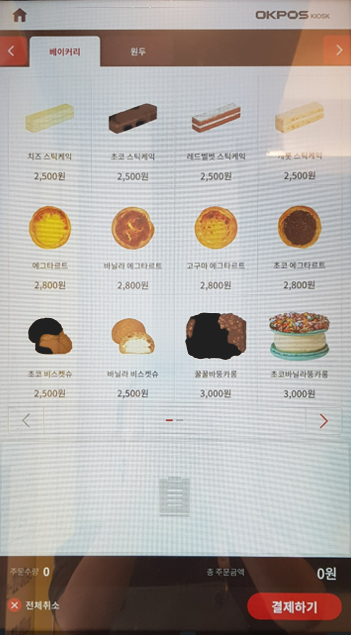 OKPOS KIOSK
베이커리 원두
치즈 스틱케익 초코 스틱케익 레드벨벳 스틱케익 스틱케익
2,500원 2,500원 2,500원 2,500원
에그타르트 바닐라 에그타르트 고구마 에그타르트 초코 에그타르트
2,800원 2,800원 2,800원 2,800원
초코 비스켓슈 바닐라 비스켓슈 꿀꿀바뚱카롱 초코바닐라뚱카롱
2,500원 2,500원 3,000원 3,000원
주문수량 0 총 주문금액 0원
전체취소 결제하기